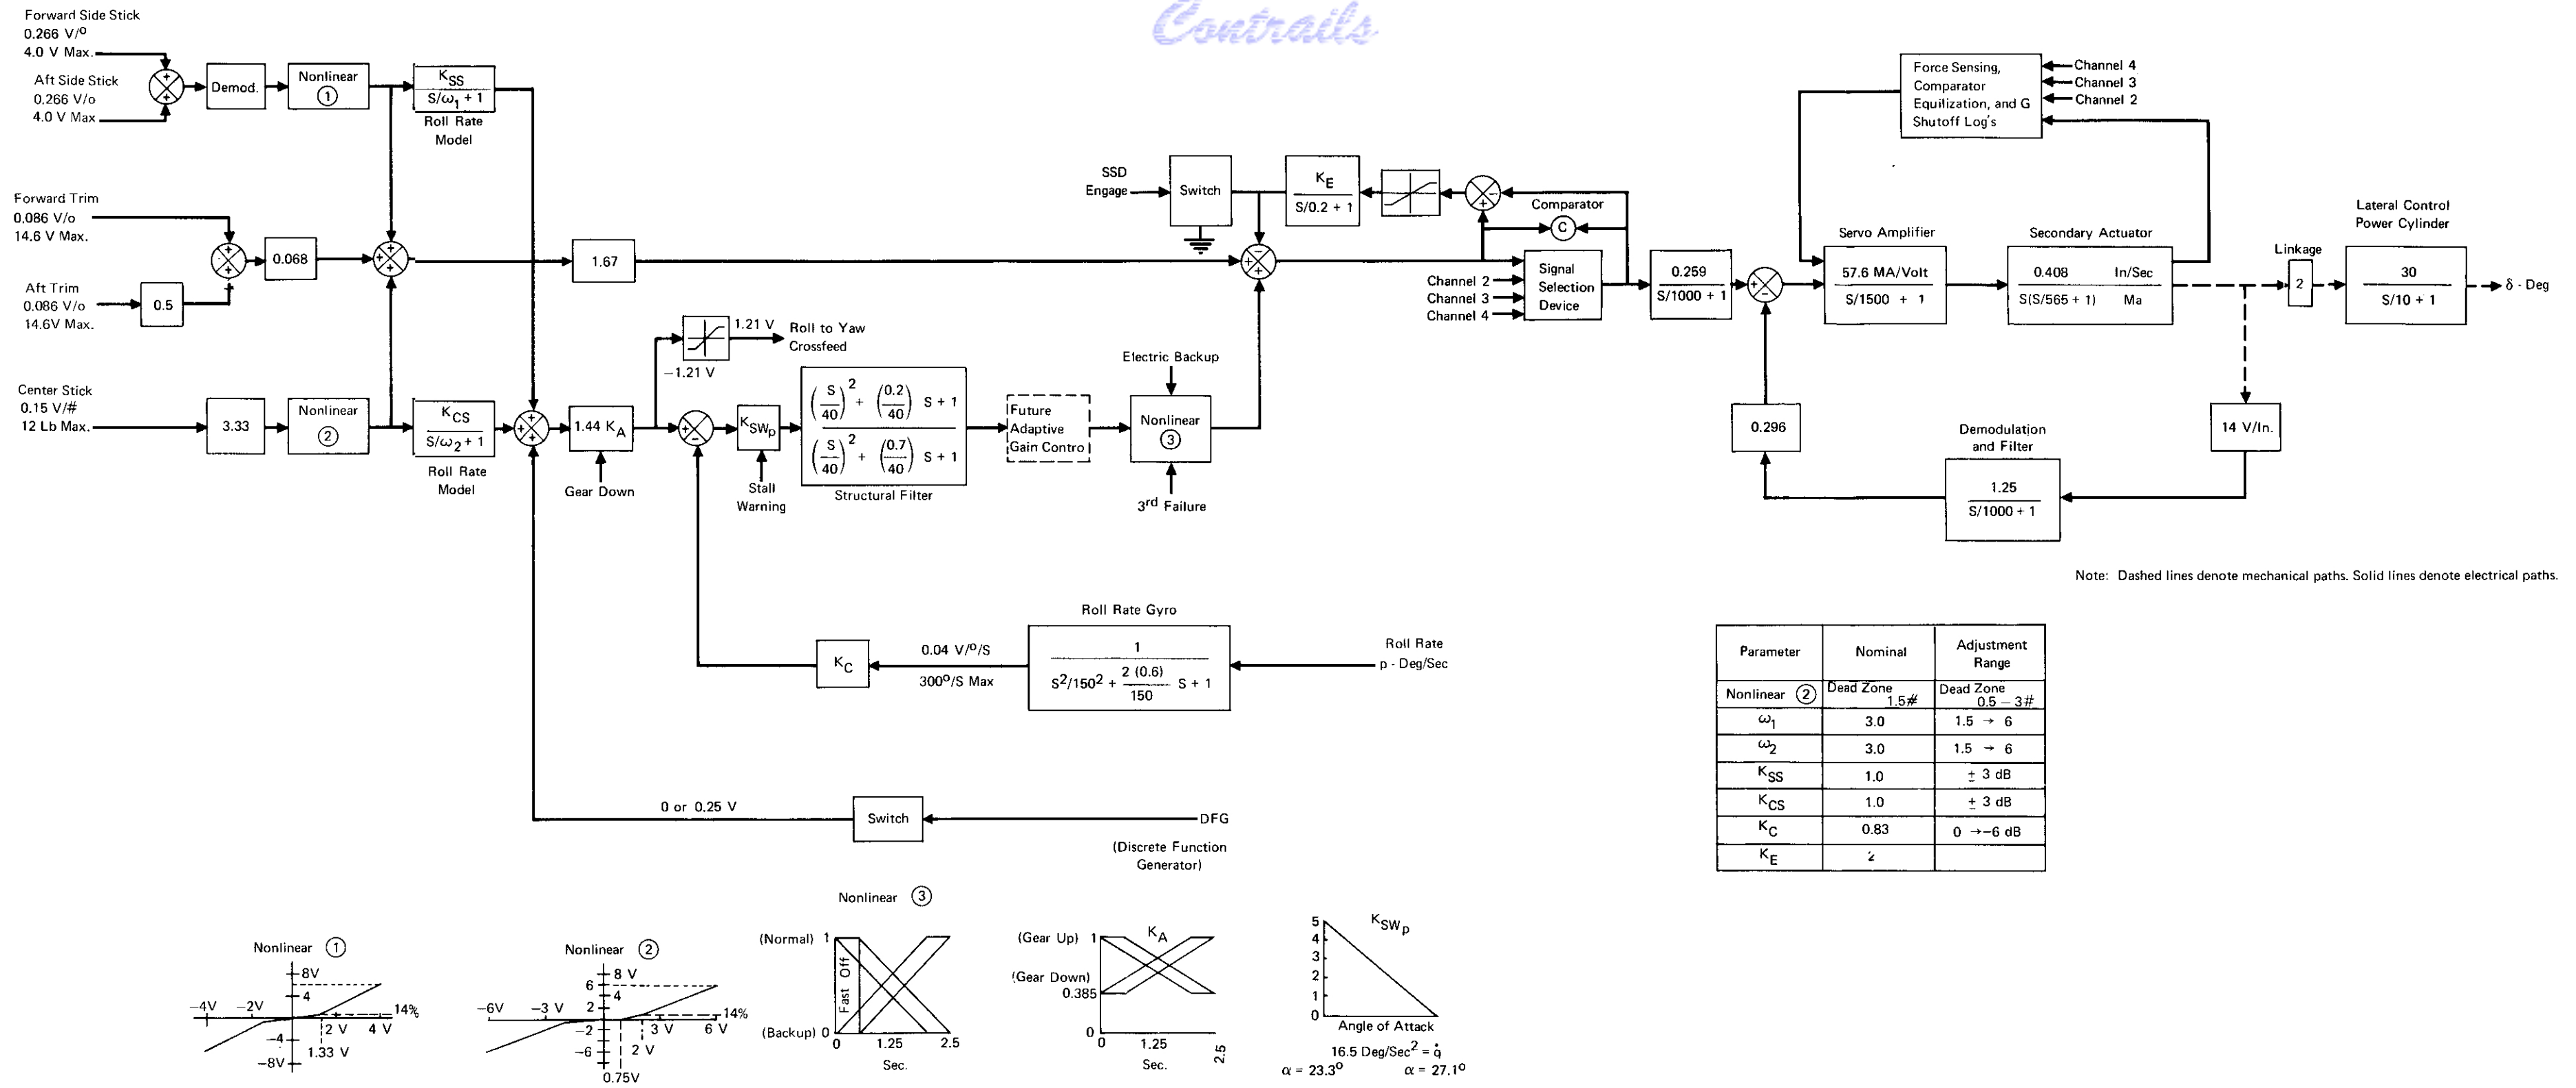 Contrails
Forward Side Stick
0.266 V/o
4.0 V Max.
Aft Side Stick
0.266 V/o
4.0 V Max
+
+
Demod.
Nonlinear
1
KSS
S/ω1 + 1
Roll Rate
Model
Forward Trim
0.086 V/o
14.6 V Max.
Aft Trim
0.086 V/o
14.6V Max.
0.5
+
+
0.068
+
+
+
1.67
Center Stick
0.15 V/#
12 Lb Max.
3.33
Nonlinear
2
KCS
S/ω2 + 1
Roll Rate
Model
+
+
+
1.44 KA
Gear Down
1.21 V
−1.21 V
Roll to Yaw
Crossfeed
+
−
KSWp
Stall
Warning
(S/40)2 + (0.2/40) S + 1
(S/40)2 + (0.7/40) S + 1
Structural Filter
Future
Adaptive
Gain Contro
Electric Backup
Nonlinear
3
3rd Failure
SSD
Engage
Switch
KE
S/0.2 + 1
−
+
Comparator
C
−
+
+
Channel 2
Channel 3
Channel 4
Signal
Selection
Device
0.259
S/1000 + 1
+
−
Servo Amplifier
57.6 MA/Volt
S/1500 + 1
Secondary Actuator
0.408 In/Sec
S(S/565 + 1) Ma
Force Sensing,
Comparator
Equilization, and G
Shutoff Log's
Channel 4
Channel 3
Channel 2
Linkage
2
Lateral Control
Power Cylinder
30
S/10 + 1
δ - Deg
14 V/In.
Demodulation
and Filter
1.25
S/1000 + 1
0.296
Note: Dashed lines denote mechanical paths. Solid lines denote electrical paths.
Roll Rate Gyro
1
S2/1502 + 2 (0.6)/150 S + 1
Roll Rate
p - Deg/Sec
0.04 V/o/S
300o/S Max
KC
0 or 0.25 V
Switch
DFG
(Discrete Function
Generator)
Parameter Nominal Adjustment Range
Nonlinear 2 Dead Zone 1.5# Dead Zone 0.5 – 3#
ω1 3.0 1.5 → 6
ω2 3.0 1.5 → 6
KSS 1.0 ± 3 dB
KCS 1.0 ± 3 dB
KC 0.83 0 →−6 dB
KE 2
Nonlinear 1
8V
4
−4V −2V
14%
2 V 4 V
−4
1.33 V
−8V
Nonlinear 2
8 V
6
4
2
−6V −3 V
14%
3 V 6 V
−2
2 V
−6
0.75V
Nonlinear 3
(Normal) 1
Fast Off
(Backup) 0
0 1.25 2.5
Sec.
KA
(Gear Up) 1
(Gear Down)
0.385
0
0 1.25 2.5
Sec.
KSWp
5
4
3
2
1
0
Angle of Attack
16.5 Deg/Sec2 = q̇
α = 23.3o α = 27.1o